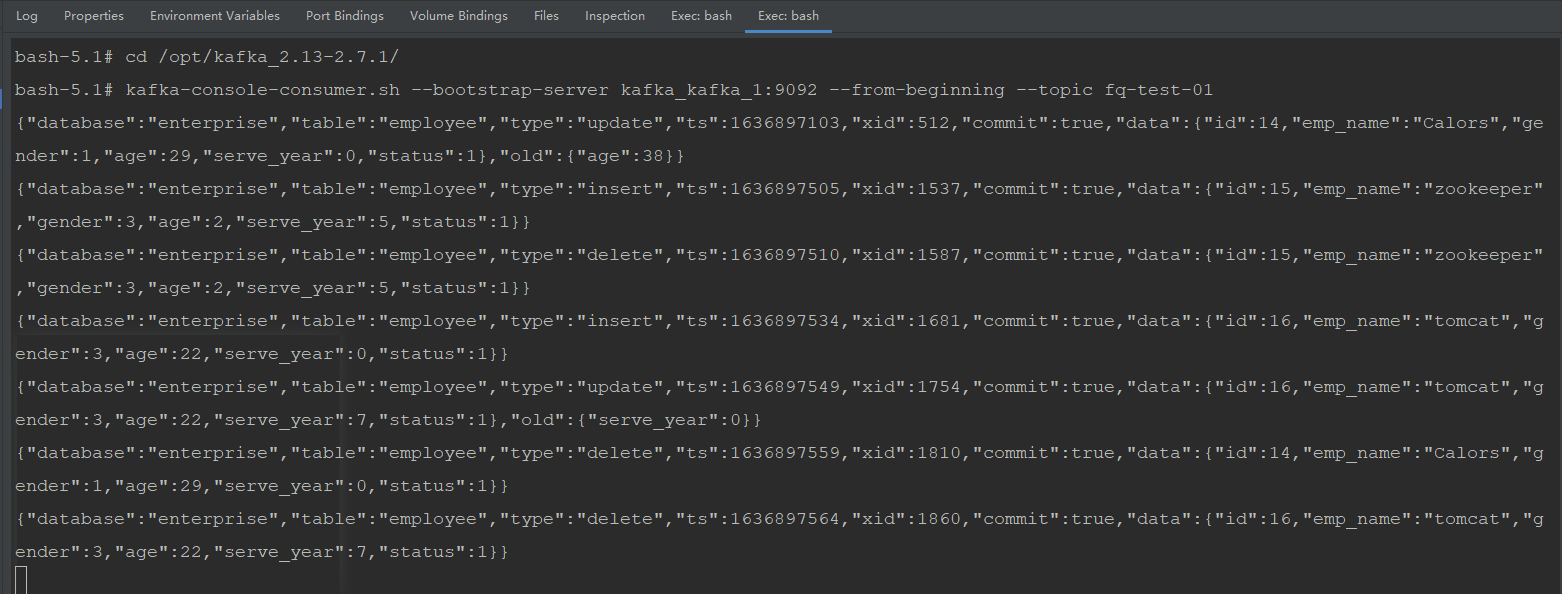 Log Properties Environment Variables Port Bindings Volume Bindings Files Inspection Exec: bash Exec: bash
bash-5.1# cd /opt/kafka_2.13-2.7.1/
bash-5.1# kafka-console-consumer.sh --bootstrap-server kafka_kafka_1:9092 --from-beginning --topic fq-test-01
{"database":"enterprise","table":"employee","type":"update","ts":1636897103,"xid":512,"commit":true,"data":{"id":14,"emp_name":"Calors","ge
nder":1,"age":29,"serve_year":0,"status":1},"old":{"age":38}}
{"database":"enterprise","table":"employee","type":"insert","ts":1636897505,"xid":1537,"commit":true,"data":{"id":15,"emp_name":"zookeeper"
,"gender":3,"age":2,"serve_year":5,"status":1}}
{"database":"enterprise","table":"employee","type":"delete","ts":1636897510,"xid":1587,"commit":true,"data":{"id":15,"emp_name":"zookeeper"
,"gender":3,"age":2,"serve_year":5,"status":1}}
{"database":"enterprise","table":"employee","type":"insert","ts":1636897534,"xid":1681,"commit":true,"data":{"id":16,"emp_name":"tomcat","g
ender":3,"age":22,"serve_year":0,"status":1}}
{"database":"enterprise","table":"employee","type":"update","ts":1636897549,"xid":1754,"commit":true,"data":{"id":16,"emp_name":"tomcat","g
ender":3,"age":22,"serve_year":7,"status":1},"old":{"serve_year":0}}
{"database":"enterprise","table":"employee","type":"delete","ts":1636897559,"xid":1810,"commit":true,"data":{"id":14,"emp_name":"Calors","g
ender":1,"age":29,"serve_year":0,"status":1}}
{"database":"enterprise","table":"employee","type":"delete","ts":1636897564,"xid":1860,"commit":true,"data":{"id":16,"emp_name":"tomcat","g
ender":3,"age":22,"serve_year":7,"status":1}}